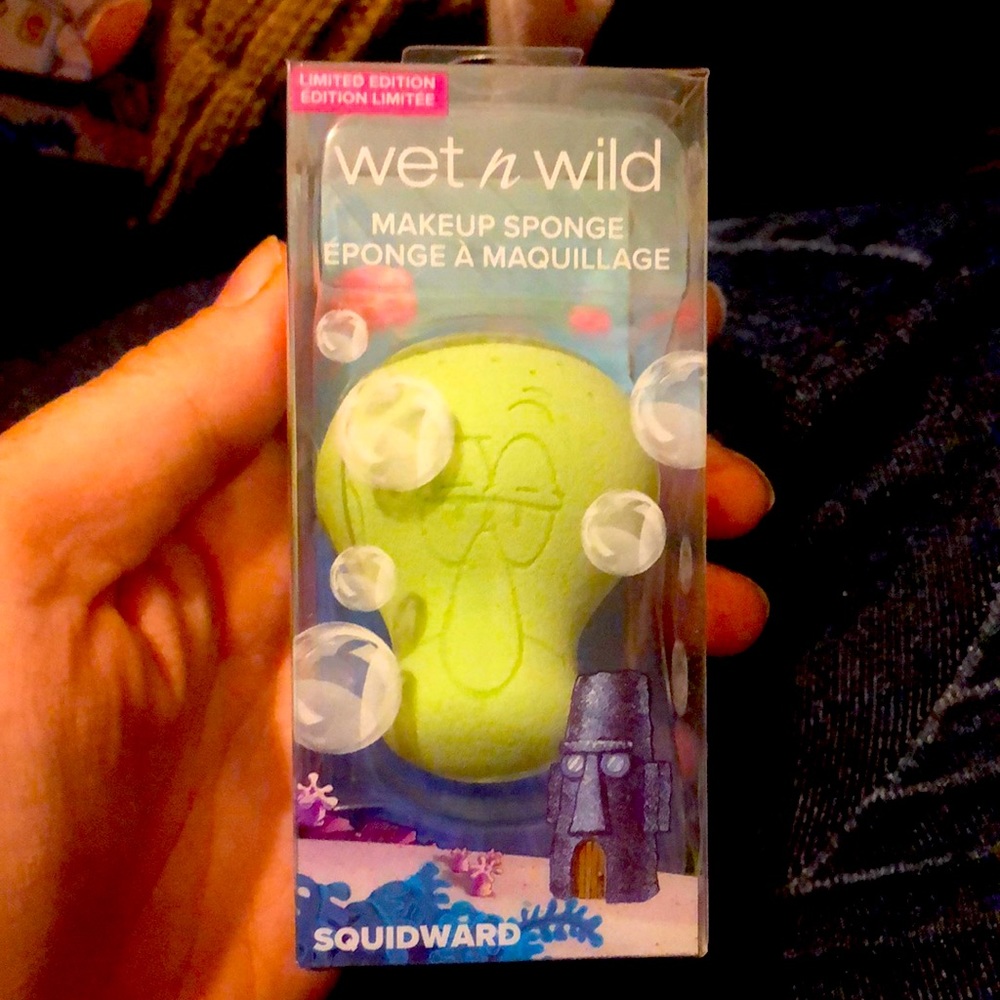 LIMITED EDITION
ÉDITION LIMITÉE
wet n wild
MAKEUP SPONGE
ÉPONGE À MAQUILLAGE
SQUIDWARD